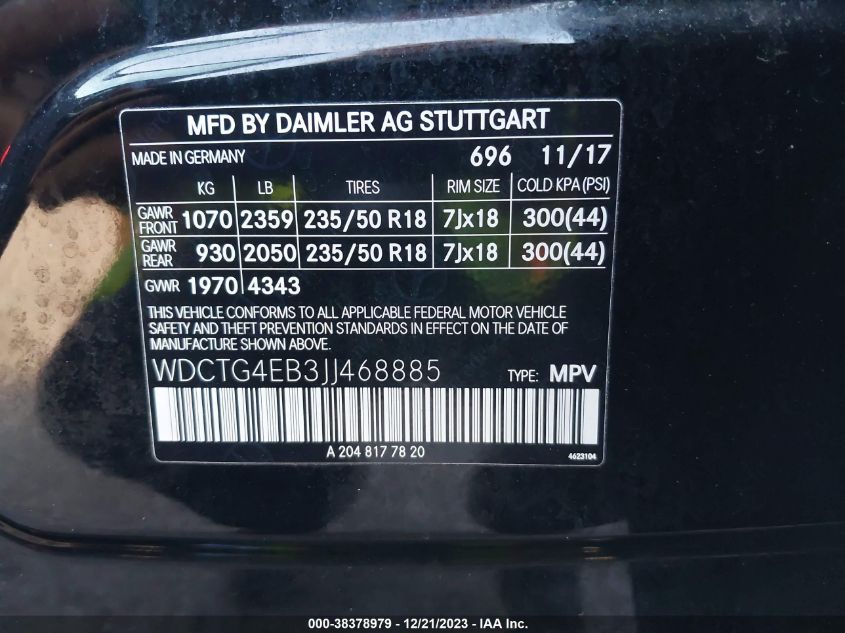 MFD BY DAIMLER AG STUTTGART
MADE IN GERMANY 696 11/17
KG LB TIRES RIM SIZE COLD KPA (PSI)
GAWR FRONT 1070 2359 235/50 R18 7Jx18 300(44)
GAWR REAR 930 2050 235/50 R18 7Jx18 300(44)
GVWR 1970 4343
THIS VEHICLE CONFORMS TO ALL APPLICABLE FEDERAL MOTOR VEHICLE
SAFETY AND THEFT PREVENTION STANDARDS IN EFFECT ON THE DATE OF
MANUFACTURE SHOWN ABOVE.
WDCTG4EB3JJ468885 TYPE: MPV
A 204 817 78 20
4623104
000-38378979 - 12/21/2023 - IAA Inc.